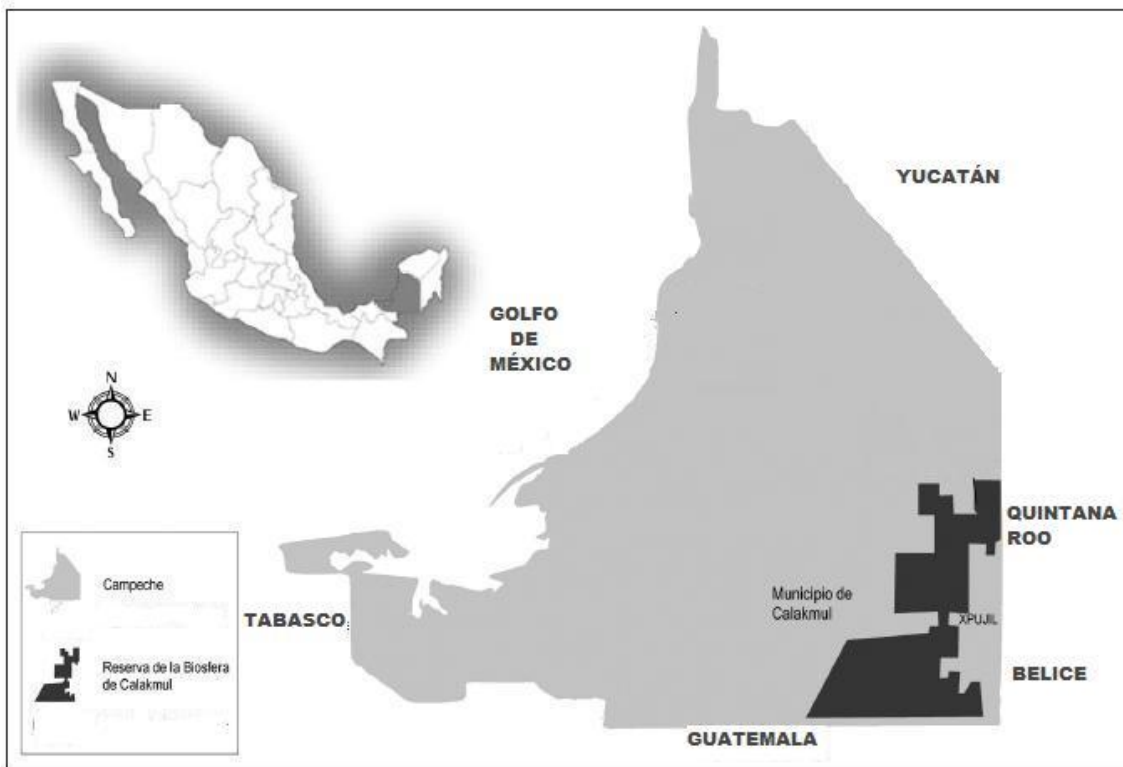 YUCATÁN
GOLFO
DE
MÉXICO
N
W E
S
QUINTANA
ROO
Campeche
Municipio de
Calakmul
XPUJIL
TABASCO
Reserva de la Biosfera
de Calakmul
BELICE
GUATEMALA